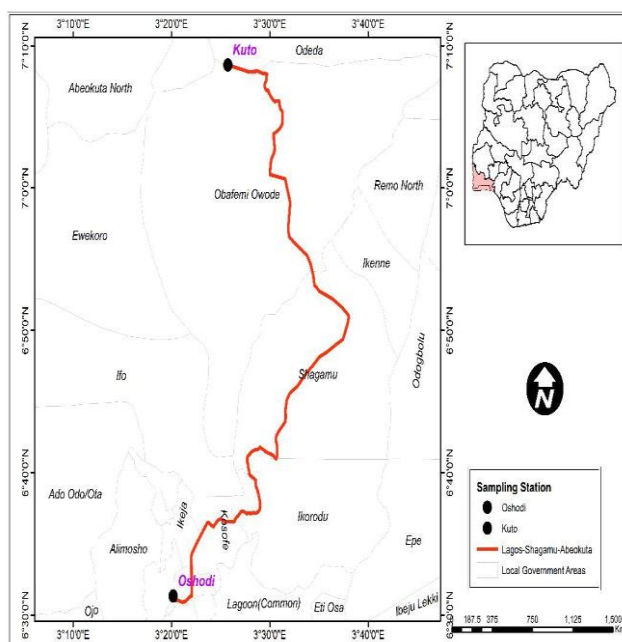 3°10'0"E
3°20'0"E
3°30'0"E
3°40'0"E
7°10'0"N
7°10'0"N
Kuto
Odeda
Abeokuta North
7°0'0"N
7°0'0"N
Obafemi Owode
Remo North
Ewekoro
Ikenne
6°50'0"N
6°50'0"N
Odogbolu
Ifo
Shagamu
6°40'0"N
6°40'0"N
Ado Odo/Ota
Ikeja
Kosofe
Ikorodu
Alimosho
Epe
Oshodi
Ojo
Lagoon(Common)
Eti Osa
Ibeju Lekki
6°30'0"N
6°30'0"N
3°10'0"E
3°20'0"E
3°30'0"E
3°40'0"E
N
Sampling Station
Oshodi
Kuto
Lagos-Shagamu-Abeokuta
Local Government Areas
187.5 375 750 1,125 1,500